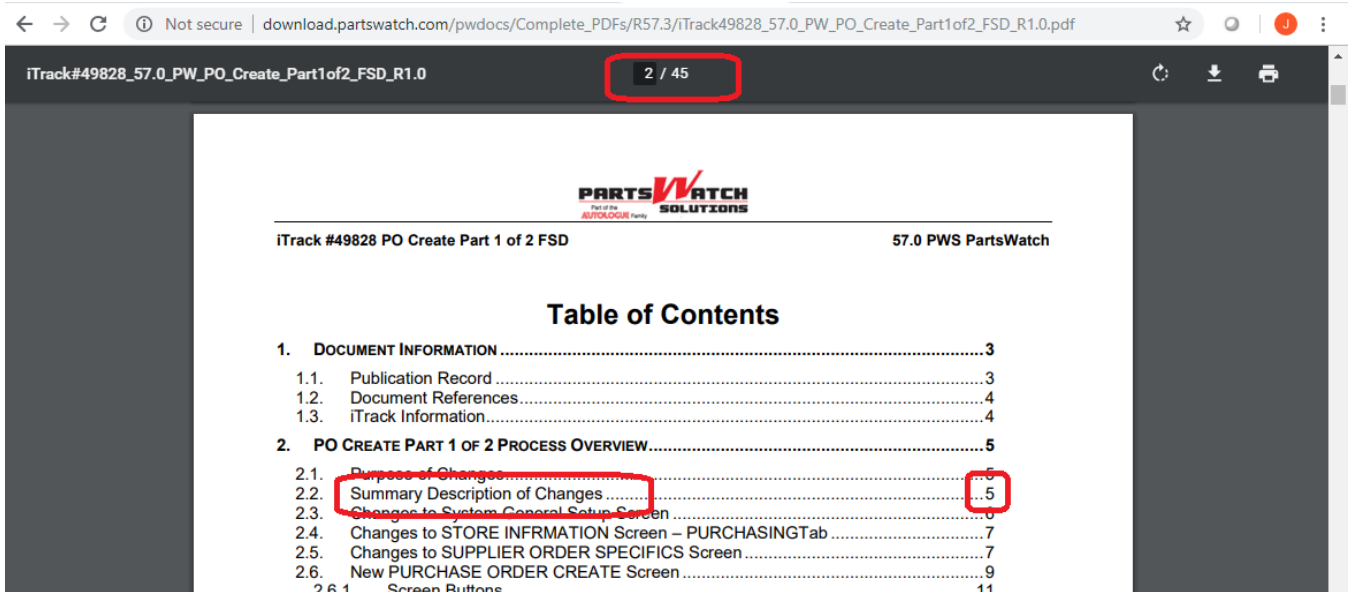 Not secure | download.partswatch.com/pwdocs/Complete_PDFs/R57.3/iTrack49828_57.0_PW_PO_Create_Part1of2_FSD_R1.0.pdf J
iTrack#49828_57.0_PW_PO_Create_Part1of2_FSD_R1.0 2 / 45
PARTSWATCH
Part of the AUTOLOGUE Family SOLUTIONS
iTrack #49828 PO Create Part 1 of 2 FSD 57.0 PWS PartsWatch
Table of Contents
1. DOCUMENT INFORMATION ........ 3
1.1. Publication Record ........ 3
1.2. Document References ........ 4
1.3. iTrack Information ........ 4
2. PO CREATE PART 1 OF 2 PROCESS OVERVIEW ........ 5
2.1. Purpose of Changes ........ 5
2.2. Summary Description of Changes ........ 5
2.3. Changes to System General Setup Screen ........ 6
2.4. Changes to STORE INFRMATION Screen – PURCHASINGTab ........ 7
2.5. Changes to SUPPLIER ORDER SPECIFICS Screen ........ 7
2.6. New PURCHASE ORDER CREATE Screen ........ 9
2.6.1 Screen Buttons ........ 11